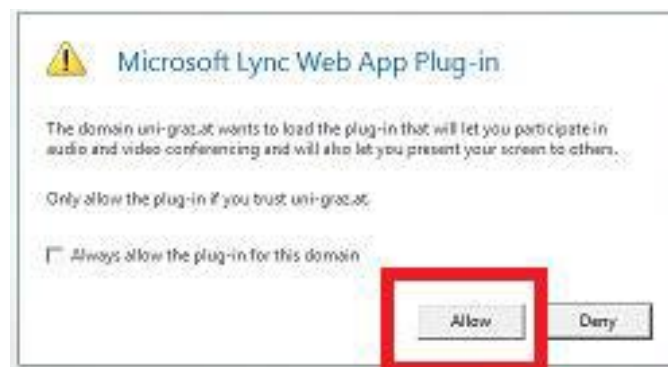 Microsoft Lync Web App Plug-in
The domain uni-graz.at wants to load the plug-in that will let you participate in
audio and video conferencing and will also let you present your screen to others.
Only allow the plug-in if you trust uni-graz.at.
Always allow the plug-in for this domain
Allow
Deny